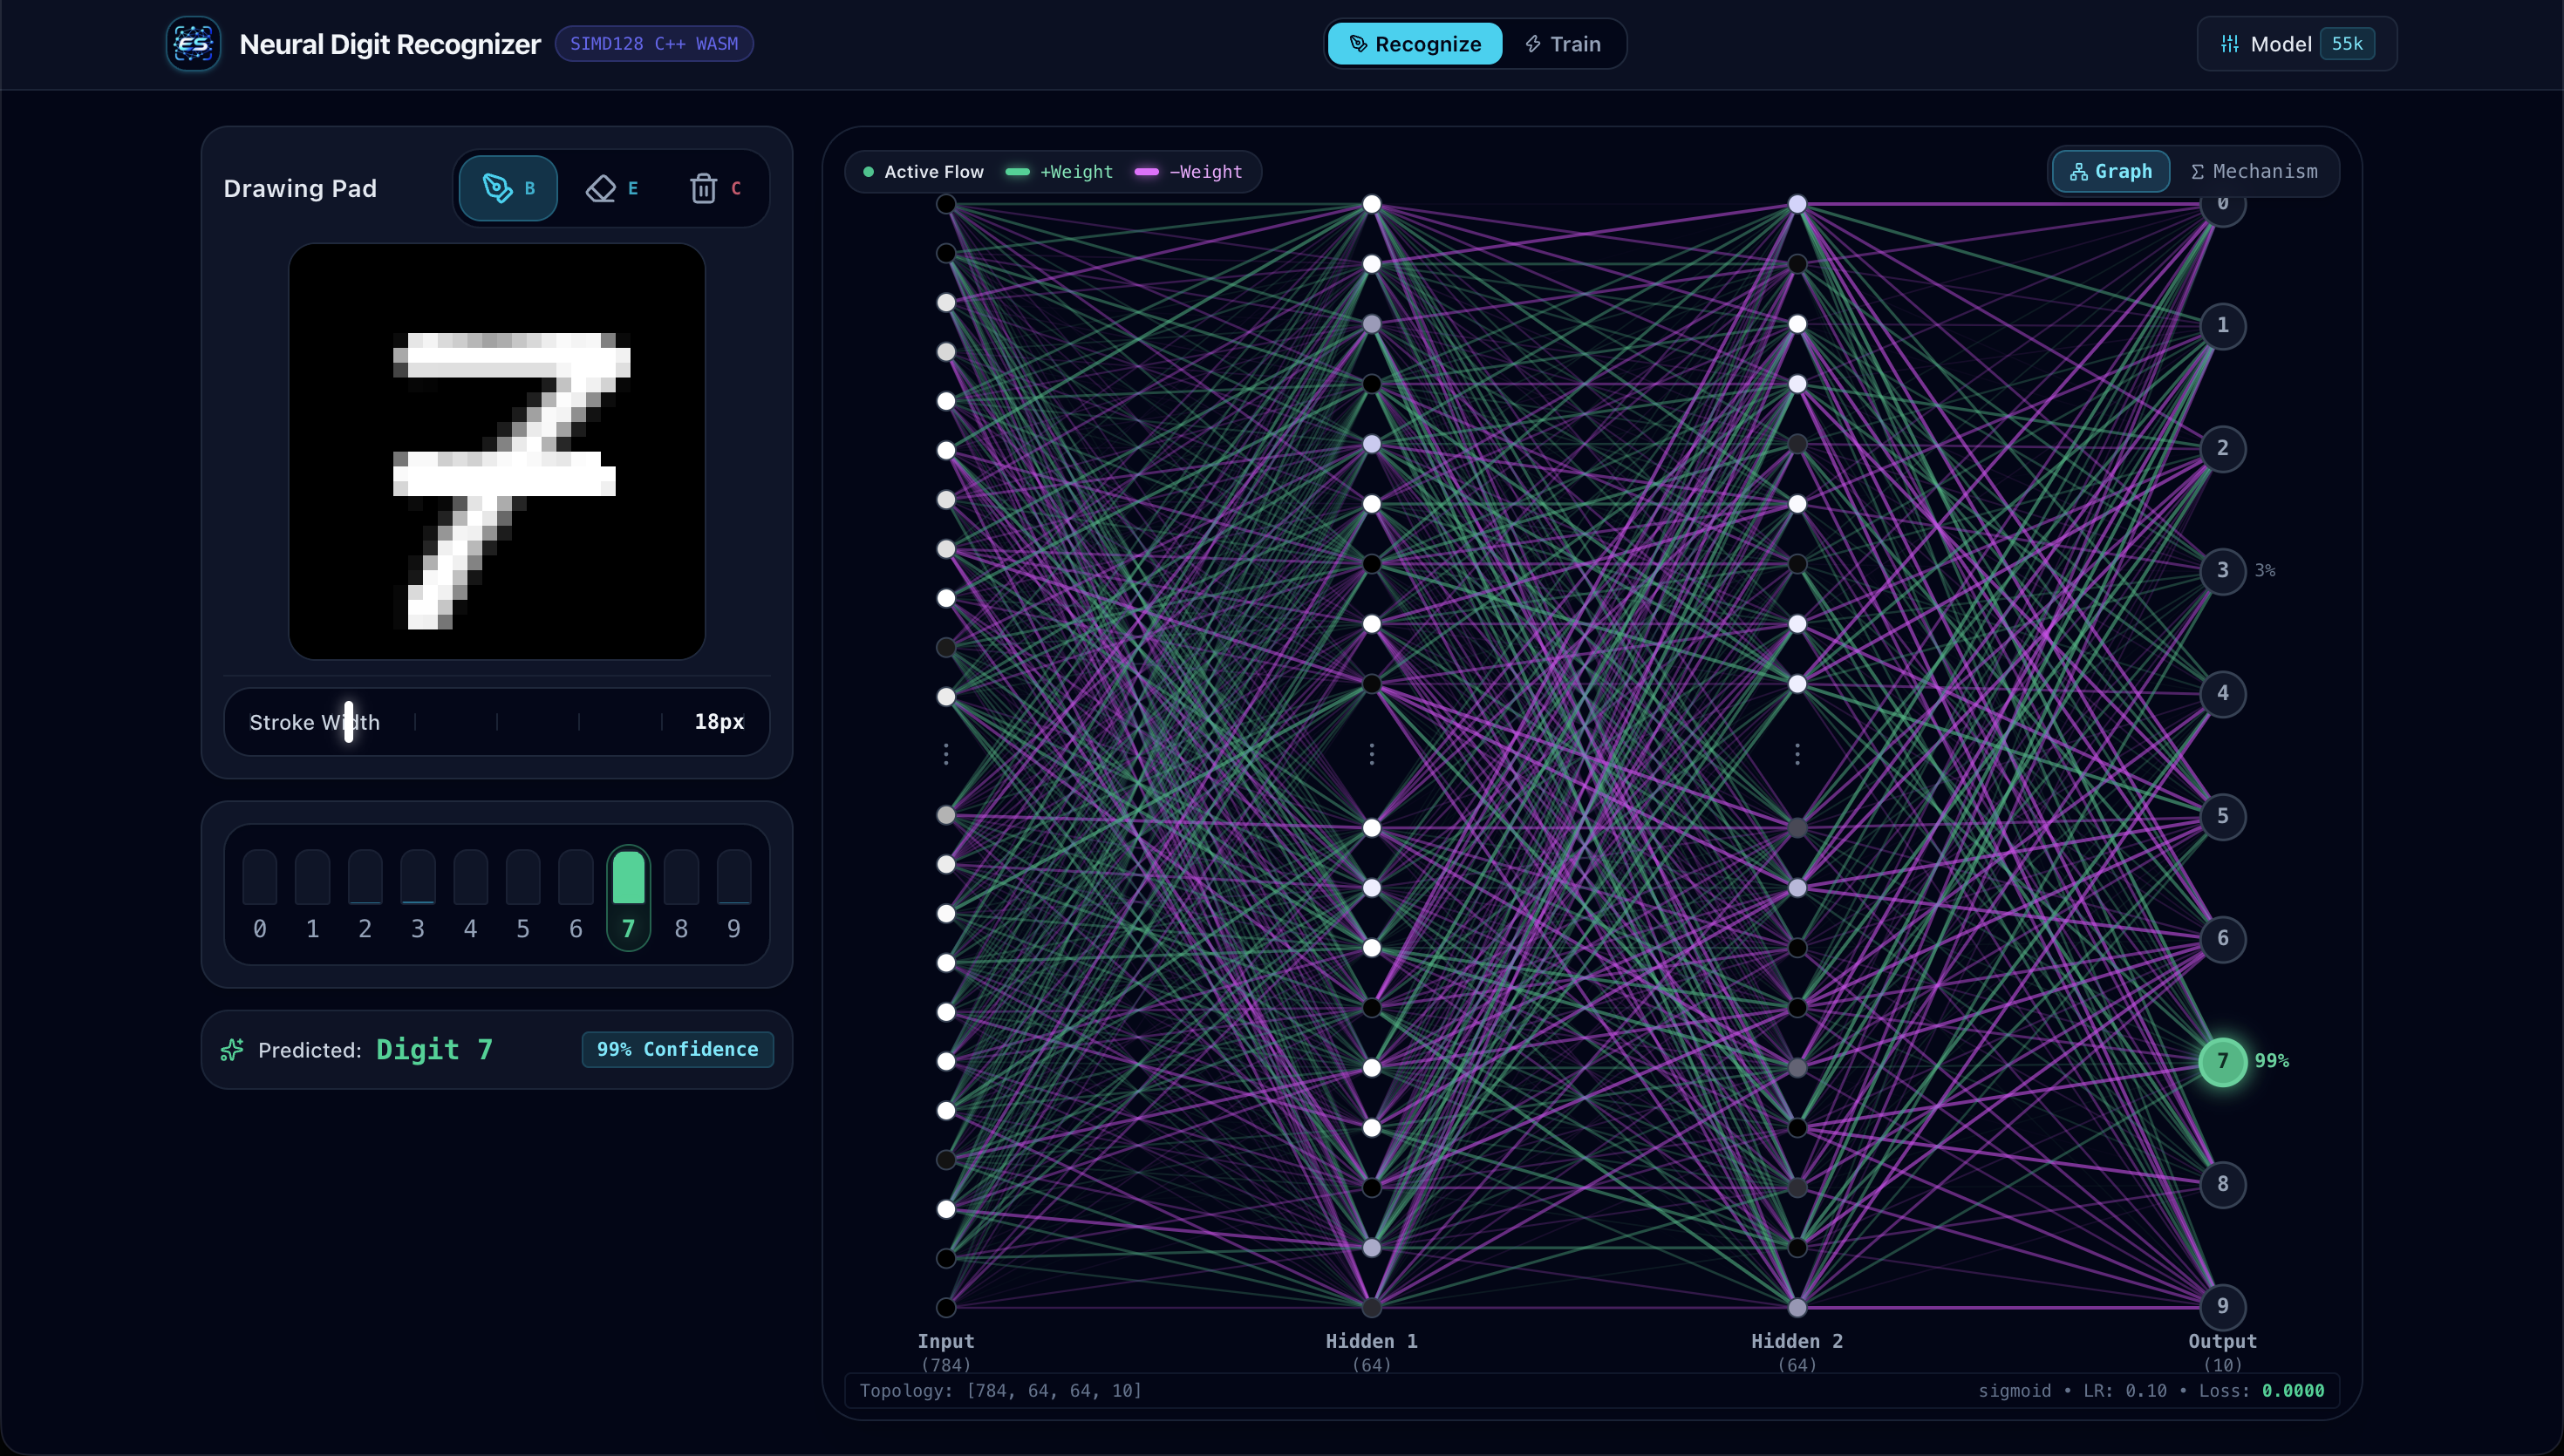 ES Neural Digit Recognizer SIMD128 C++ WASM Recognize Train Model 55k
Drawing Pad B E C
7
Stroke Width 18px
0 1 2 3 4 5 6 7 8 9
Predicted: Digit 7 99% Confidence
Active Flow +Weight −Weight Graph Σ Mechanism
0
1
2
3 3%
4
5
6
7 99%
8
9
Input Hidden 1 Hidden 2 Output
(784) (64) (64) (10)
Topology: [784, 64, 64, 10] sigmoid • LR: 0.10 • Loss: 0.0000